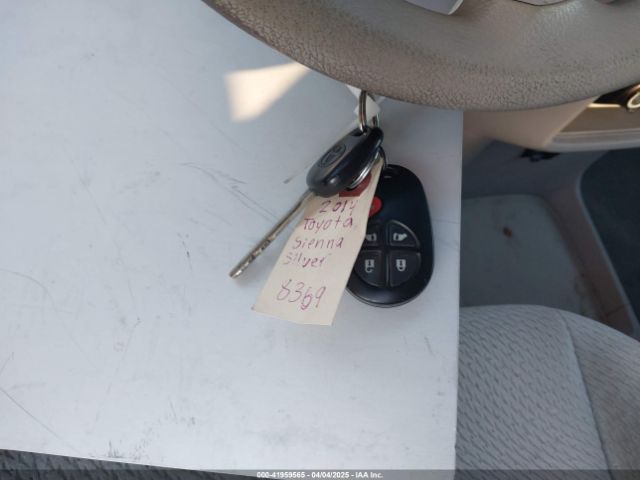 2014
Toyota
Sienna
Silver
8369
000-41959565 - 04/04/2025 - IAA Inc.